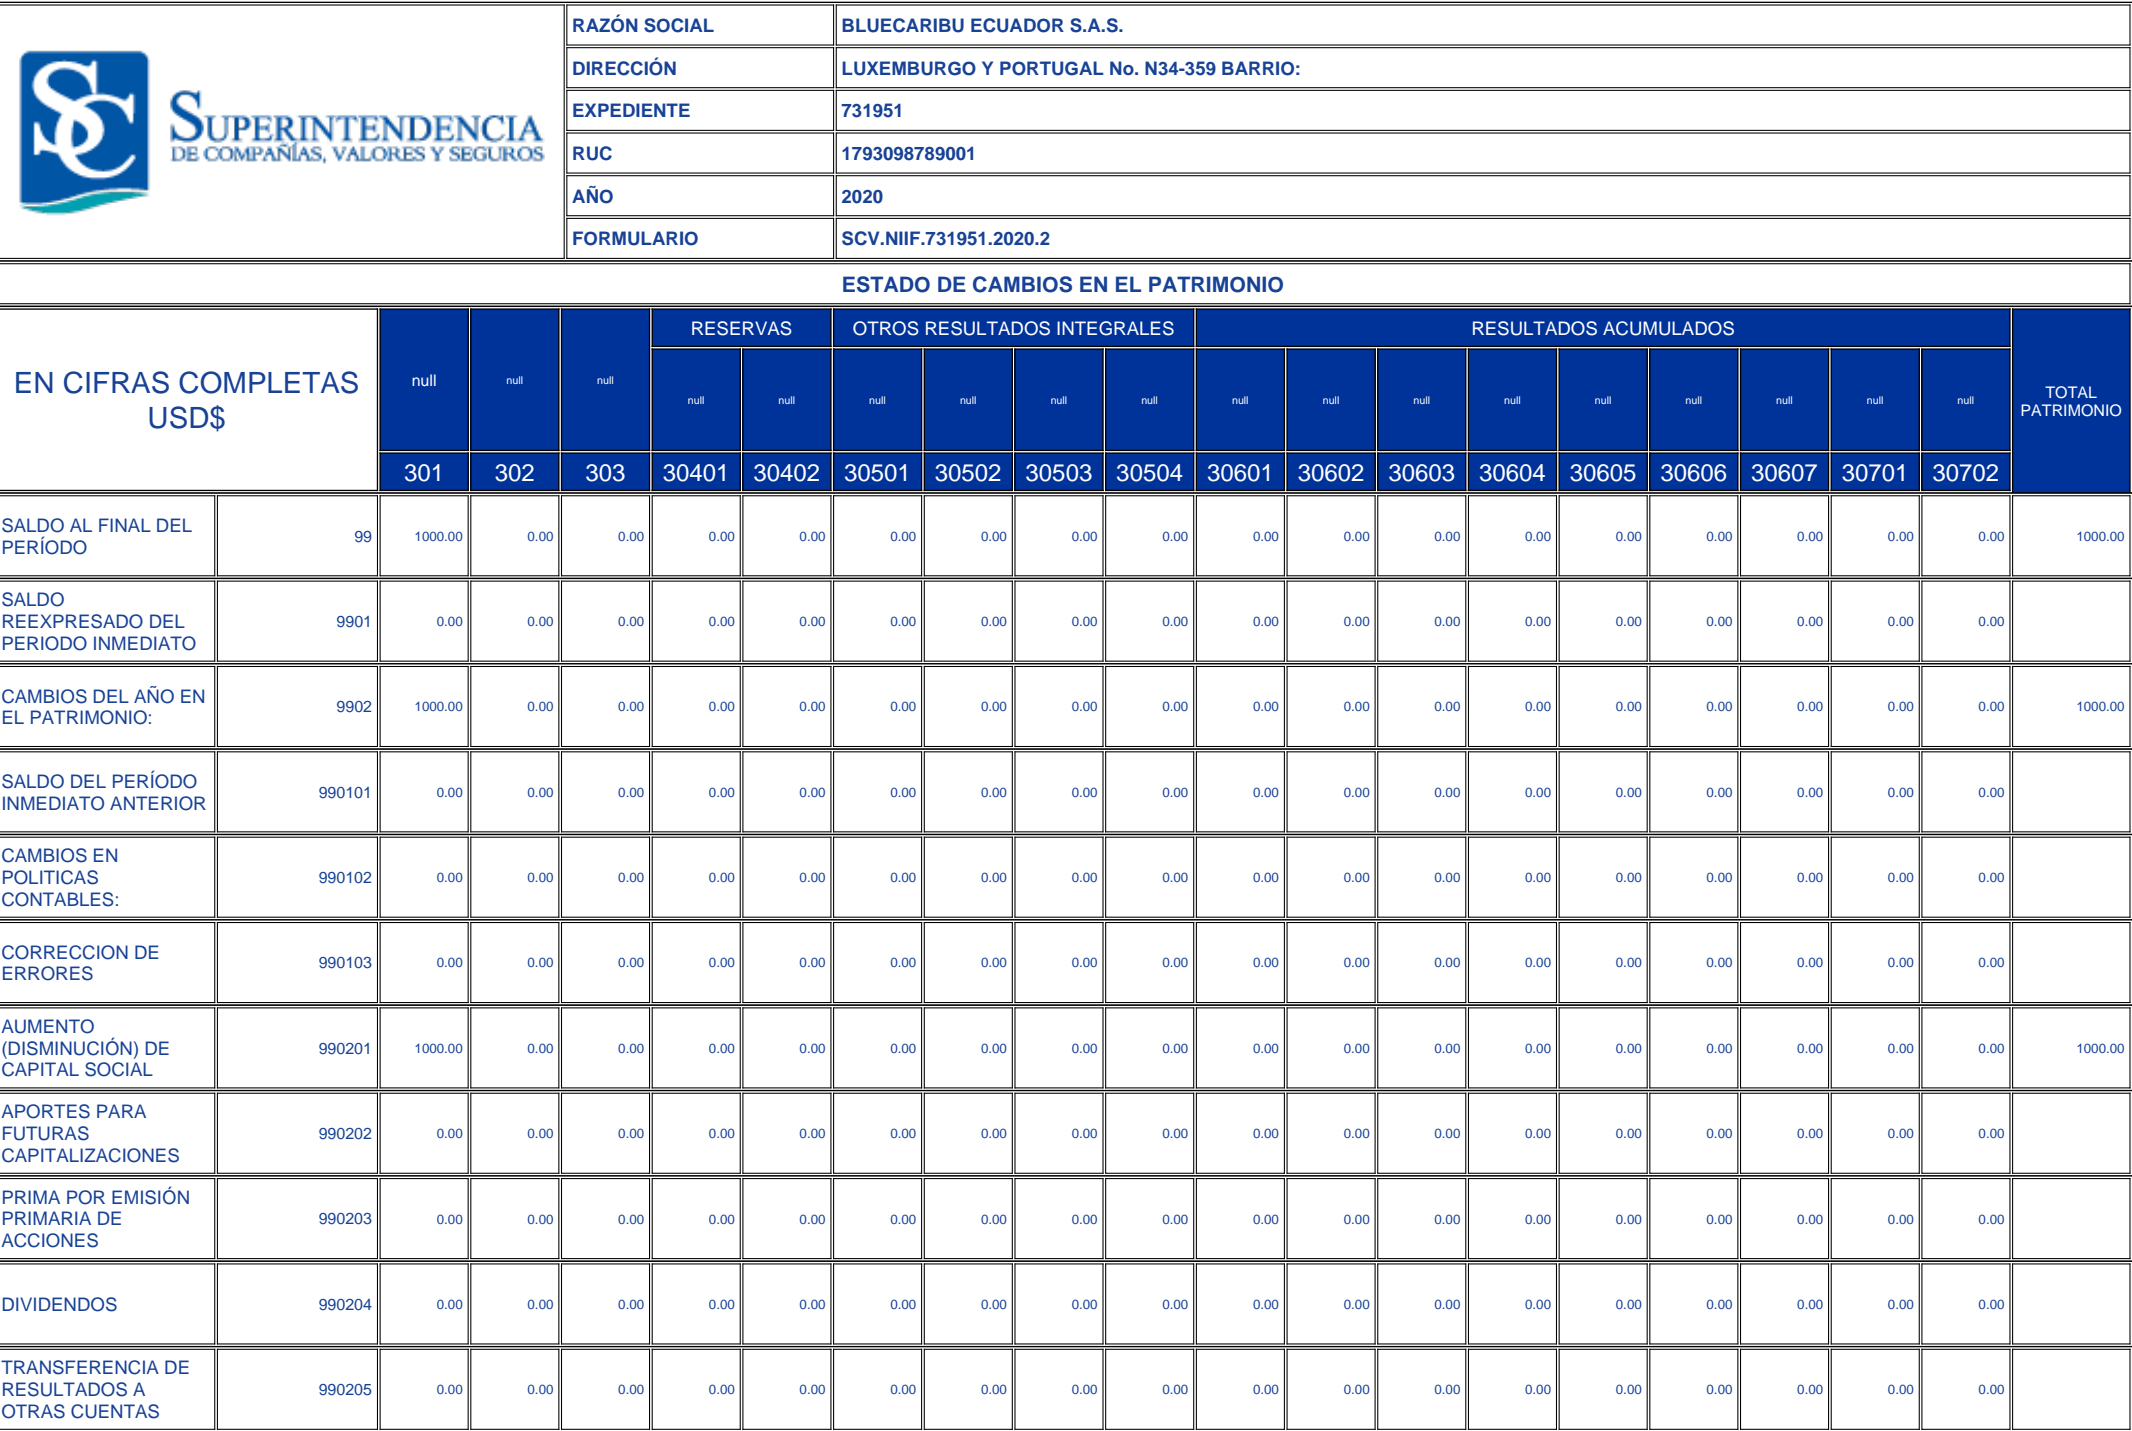 SC
SUPERINTENDENCIA
DE COMPAÑÍAS, VALORES Y SEGUROS
RAZÓN SOCIAL BLUECARIBU ECUADOR S.A.S.
DIRECCIÓN LUXEMBURGO Y PORTUGAL No. N34-359 BARRIO:
EXPEDIENTE 731951
RUC 1793098789001
AÑO 2020
FORMULARIO SCV.NIIF.731951.2020.2
ESTADO DE CAMBIOS EN EL PATRIMONIO
EN CIFRAS COMPLETAS
USD$
RESERVAS OTROS RESULTADOS INTEGRALES RESULTADOS ACUMULADOS
null null null null null null null null null null null null null null null null null null
TOTAL
PATRIMONIO
301 302 303 30401 30402 30501 30502 30503 30504 30601 30602 30603 30604 30605 30606 30607 30701 30702
SALDO AL FINAL DEL
PERÍODO
99 1000.00 0.00 0.00 0.00 0.00 0.00 0.00 0.00 0.00 0.00 0.00 0.00 0.00 0.00 0.00 0.00 0.00 0.00 1000.00
SALDO
REEXPRESADO DEL
PERIODO INMEDIATO
9901 0.00 0.00 0.00 0.00 0.00 0.00 0.00 0.00 0.00 0.00 0.00 0.00 0.00 0.00 0.00 0.00 0.00 0.00
CAMBIOS DEL AÑO EN
EL PATRIMONIO:
9902 1000.00 0.00 0.00 0.00 0.00 0.00 0.00 0.00 0.00 0.00 0.00 0.00 0.00 0.00 0.00 0.00 0.00 0.00 1000.00
SALDO DEL PERÍODO
INMEDIATO ANTERIOR
990101 0.00 0.00 0.00 0.00 0.00 0.00 0.00 0.00 0.00 0.00 0.00 0.00 0.00 0.00 0.00 0.00 0.00 0.00
CAMBIOS EN
POLITICAS
CONTABLES:
990102 0.00 0.00 0.00 0.00 0.00 0.00 0.00 0.00 0.00 0.00 0.00 0.00 0.00 0.00 0.00 0.00 0.00 0.00
CORRECCION DE
ERRORES
990103 0.00 0.00 0.00 0.00 0.00 0.00 0.00 0.00 0.00 0.00 0.00 0.00 0.00 0.00 0.00 0.00 0.00 0.00
AUMENTO
(DISMINUCIÓN) DE
CAPITAL SOCIAL
990201 1000.00 0.00 0.00 0.00 0.00 0.00 0.00 0.00 0.00 0.00 0.00 0.00 0.00 0.00 0.00 0.00 0.00 0.00 1000.00
APORTES PARA
FUTURAS
CAPITALIZACIONES
990202 0.00 0.00 0.00 0.00 0.00 0.00 0.00 0.00 0.00 0.00 0.00 0.00 0.00 0.00 0.00 0.00 0.00 0.00
PRIMA POR EMISIÓN
PRIMARIA DE
ACCIONES
990203 0.00 0.00 0.00 0.00 0.00 0.00 0.00 0.00 0.00 0.00 0.00 0.00 0.00 0.00 0.00 0.00 0.00 0.00
DIVIDENDOS
990204 0.00 0.00 0.00 0.00 0.00 0.00 0.00 0.00 0.00 0.00 0.00 0.00 0.00 0.00 0.00 0.00 0.00 0.00
TRANSFERENCIA DE
RESULTADOS A
OTRAS CUENTAS
990205 0.00 0.00 0.00 0.00 0.00 0.00 0.00 0.00 0.00 0.00 0.00 0.00 0.00 0.00 0.00 0.00 0.00 0.00